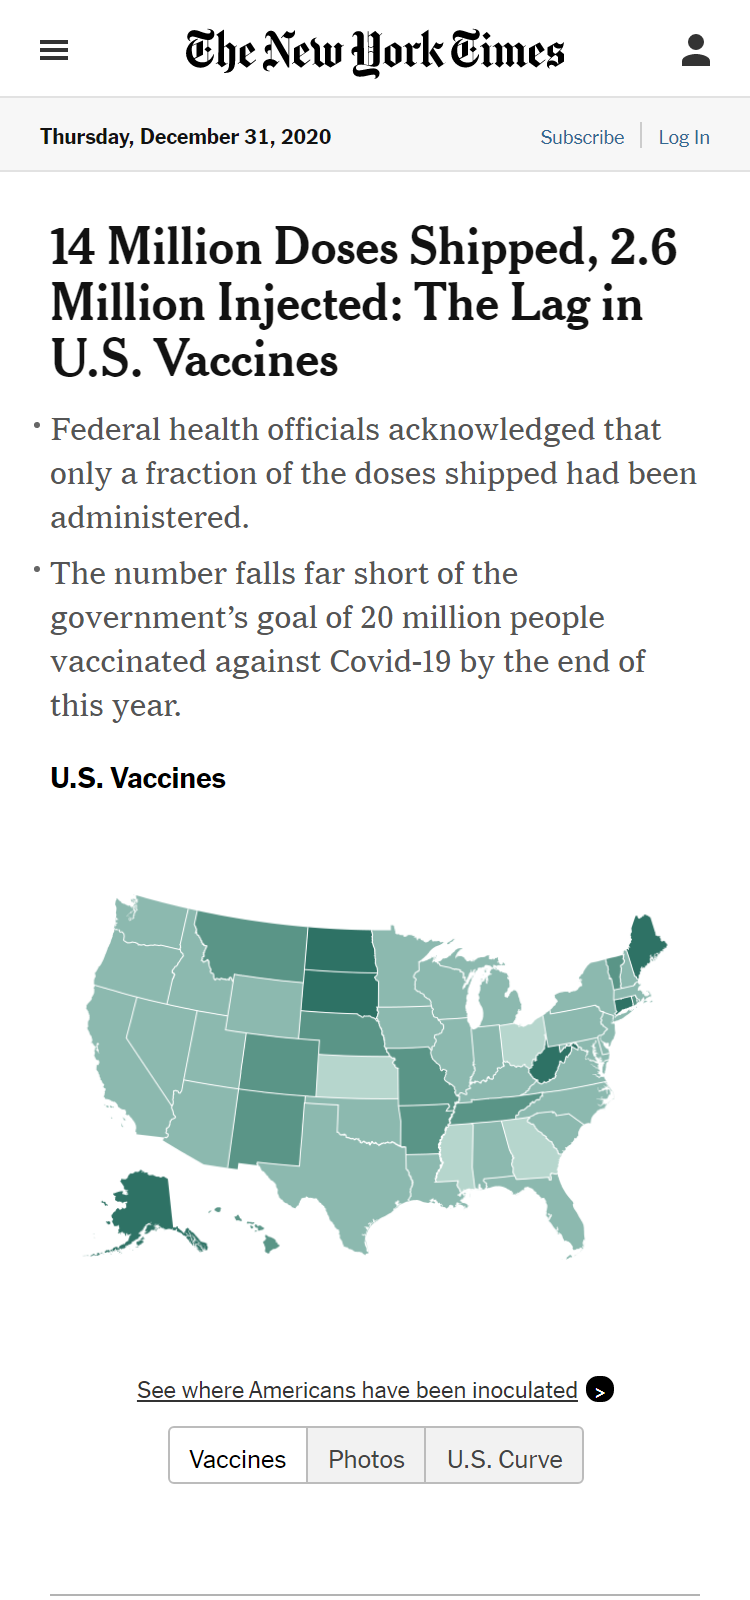 The New York Times
Thursday, December 31, 2020
Subscribe
Log In
14 Million Doses Shipped, 2.6
Million Injected: The Lag in
U.S. Vaccines
• Federal health officials acknowledged that
only a fraction of the doses shipped had been
administered.
• The number falls far short of the
government’s goal of 20 million people
vaccinated against Covid-19 by the end of
this year.
U.S. Vaccines
See where Americans have been inoculated >
Vaccines
Photos
U.S. Curve